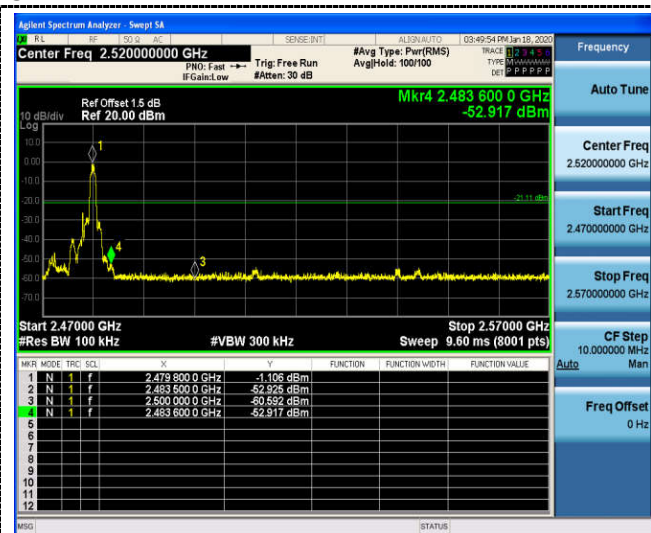 Agilent Spectrum Analyzer - Swept SA
RL RF 50 Ω AC SENSE:INT ALIGNAUTO 03:49:54 PM Jan 18, 2020
Center Freq 2.520000000 GHz
PNO: Fast
IFGain:Low
Trig: Free Run
#Atten: 30 dB
#Avg Type: Pwr(RMS)
Avg|Hold: 100/100
TRACE 1 2 3 4 5 6
TYPE M
DET P P P P P
Mkr4 2.483 600 0 GHz
-52.917 dBm
Ref Offset 1.5 dB
10 dB/div Ref 20.00 dBm
Log
10.0
0.00
-10.0
-20.0
-30.0
-40.0
-50.0
-60.0
-70.0
1
4
3
-21.11 dBm
Start 2.47000 GHz Stop 2.57000 GHz
#Res BW 100 kHz #VBW 300 kHz Sweep 9.60 ms (8001 pts)
MKR MODE TRC SCL X Y FUNCTION FUNCTION WIDTH FUNCTION VALUE
1 N 1 f 2.479 800 0 GHz -1.106 dBm
2 N 1 f 2.483 500 0 GHz -52.925 dBm
3 N 1 f 2.500 000 0 GHz -60.592 dBm
4 N 1 f 2.483 600 0 GHz -52.917 dBm
5
6
7
8
9
10
11
12
MSG STATUS
Frequency
Auto Tune
Center Freq
2.520000000 GHz
Start Freq
2.470000000 GHz
Stop Freq
2.570000000 GHz
CF Step
10.000000 MHz
Auto Man
Freq Offset
0 Hz